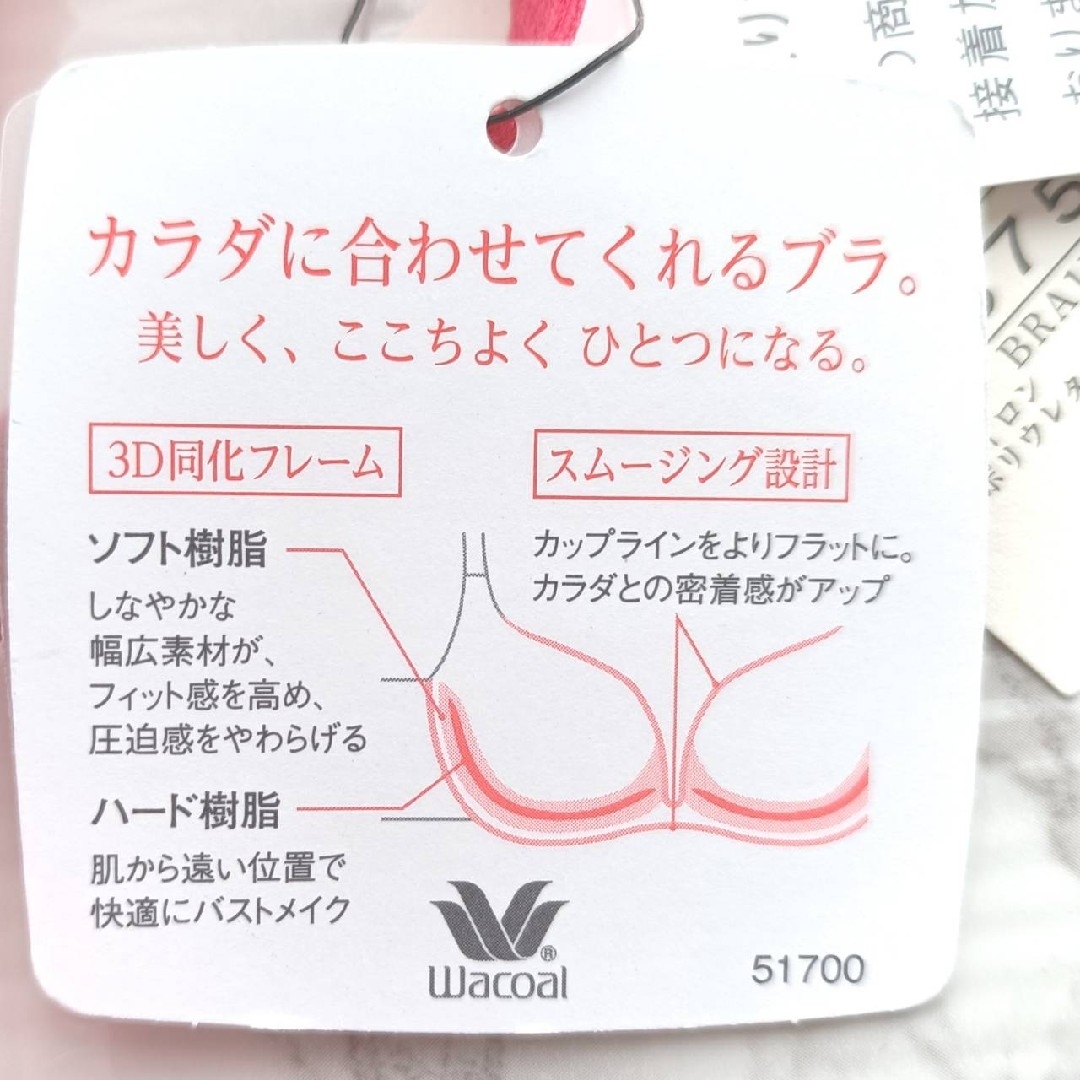 カラダに合わせてくれるブラ。
美しく、ここちよく ひとつになる。
3D同化フレーム
ソフト樹脂
しなやかな
幅広素材が、
フィット感を高め、
圧迫感をやわらげる
ハード樹脂
肌から遠い位置で
快適にバストメイク
スムージング設計
カップラインをよりフラットに。
カラダとの密着感がアップ
Wacoal®
51700
75
接着